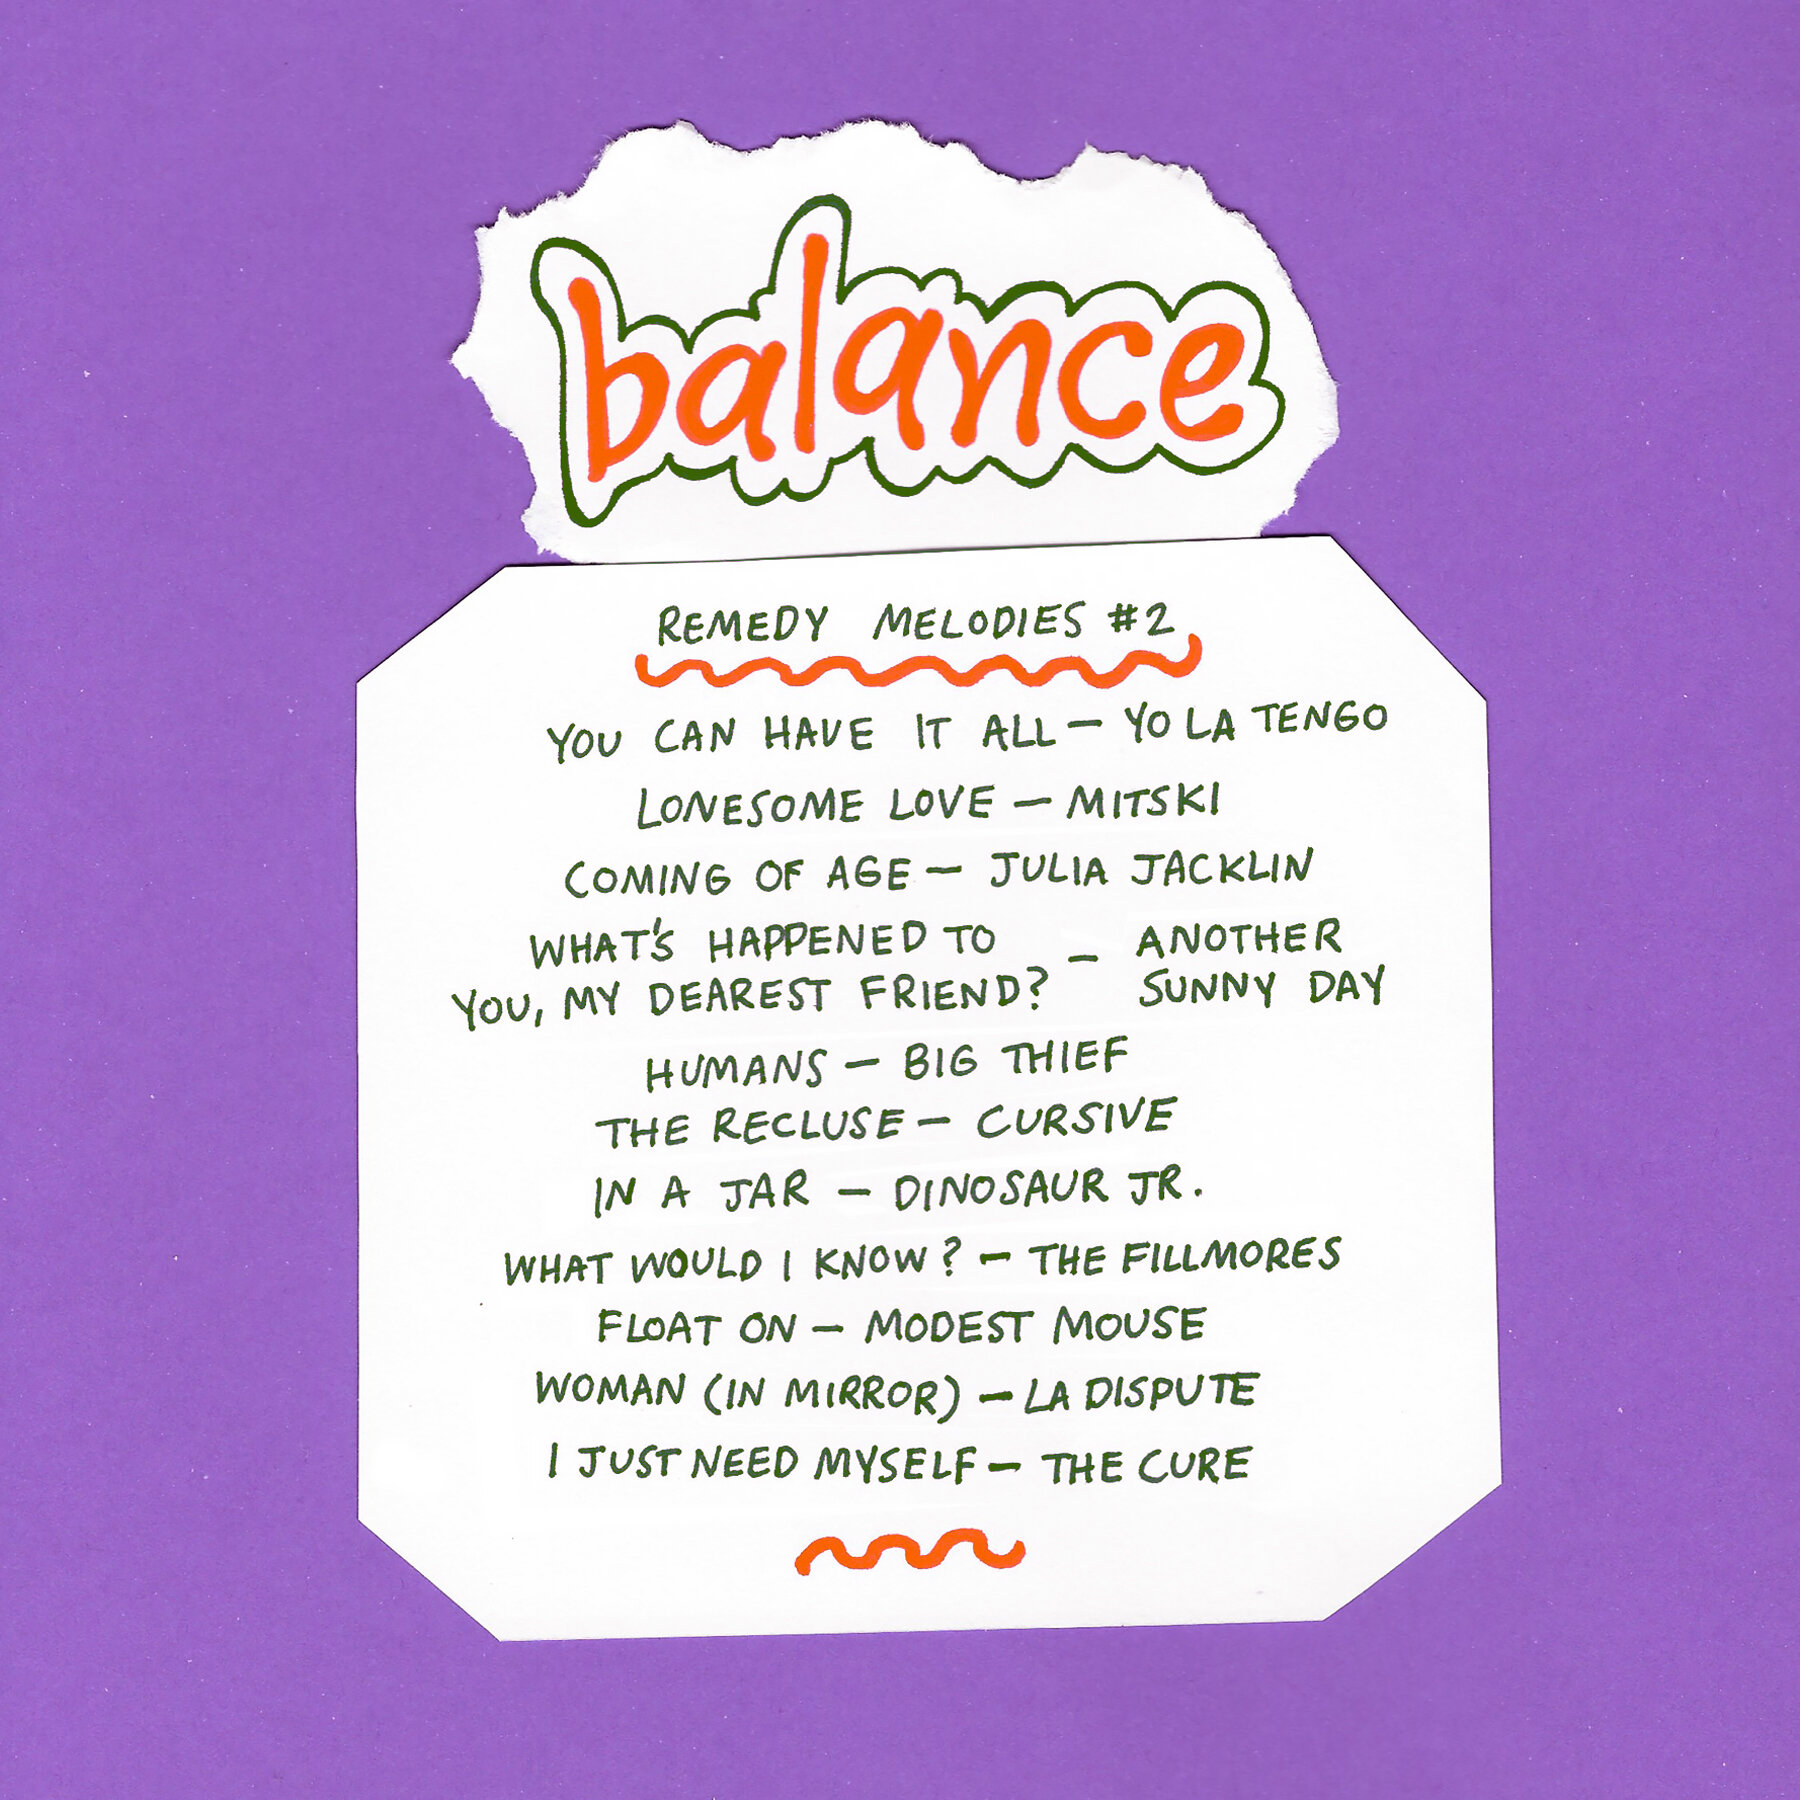 balance
REMEDY MELODIES #2
YOU CAN HAVE IT ALL — YO LA TENGO
LONESOME LOVE — MITSKI
COMING OF AGE — JULIA JACKLIN
WHAT'S HAPPENED TO
YOU, MY DEAREST FRIEND? — ANOTHER
SUNNY DAY
HUMANS — BIG THIEF
THE RECLUSE — CURSIVE
IN A JAR — DINOSAUR JR.
WHAT WOULD I KNOW? — THE FILLMORES
FLOAT ON — MODEST MOUSE
WOMAN (IN MIRROR) — LA DISPUTE
I JUST NEED MYSELF — THE CURE